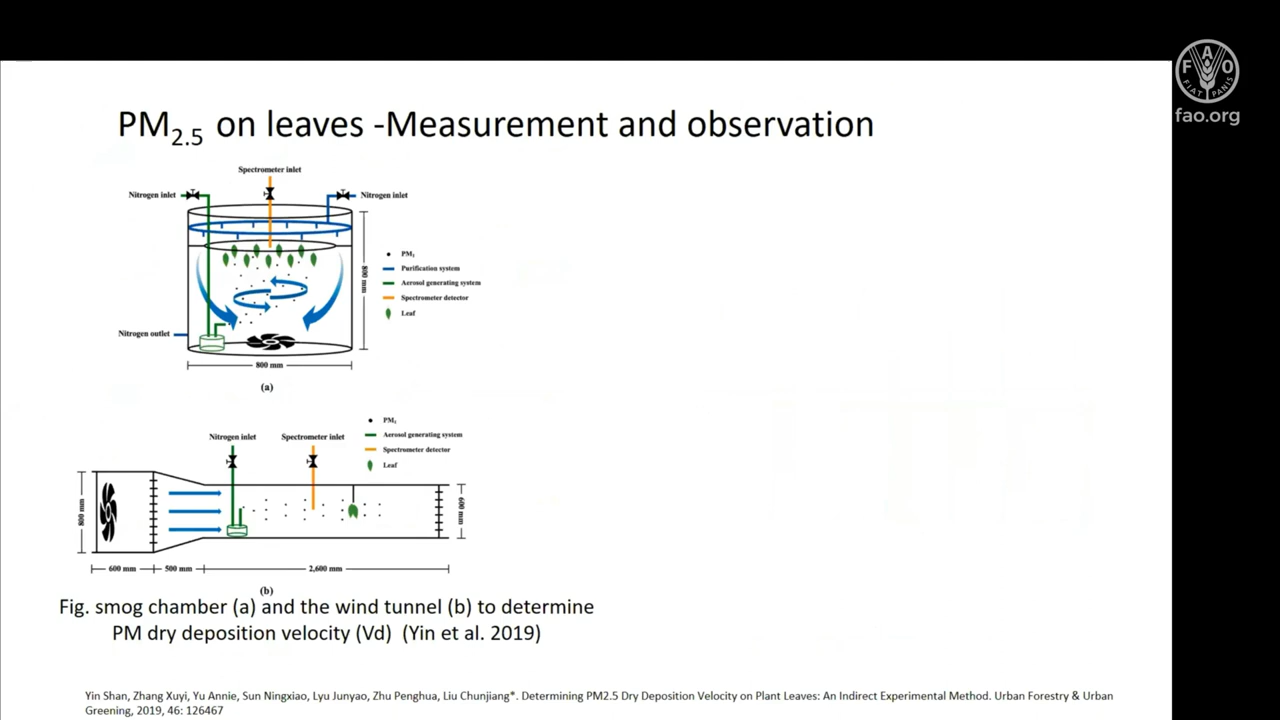 F A O
FIAT PANIS
fao.org
PM2.5 on leaves -Measurement and observation
Spectrometer inlet
Nitrogen inlet
Nitrogen inlet
PM2
Purification system
Aerosol generating system
Spectrometer detector
Leaf
800 mm
Nitrogen outlet
800 mm
(a)
PM2
Aerosol generating system
Spectrometer detector
Leaf
Nitrogen inlet
Spectrometer inlet
800 mm
600 mm
600 mm
500 mm
2,600 mm
(b)
Fig. smog chamber (a) and the wind tunnel (b) to determine
PM dry deposition velocity (Vd) (Yin et al. 2019)
Yin Shan, Zhang Xuyi, Yu Annie, Sun Ningxiao, Lyu Junyao, Zhu Penghua, Liu Chunjiang*. Determining PM2.5 Dry Deposition Velocity on Plant Leaves: An Indirect Experimental Method. Urban Forestry & Urban
Greening, 2019, 46: 126467